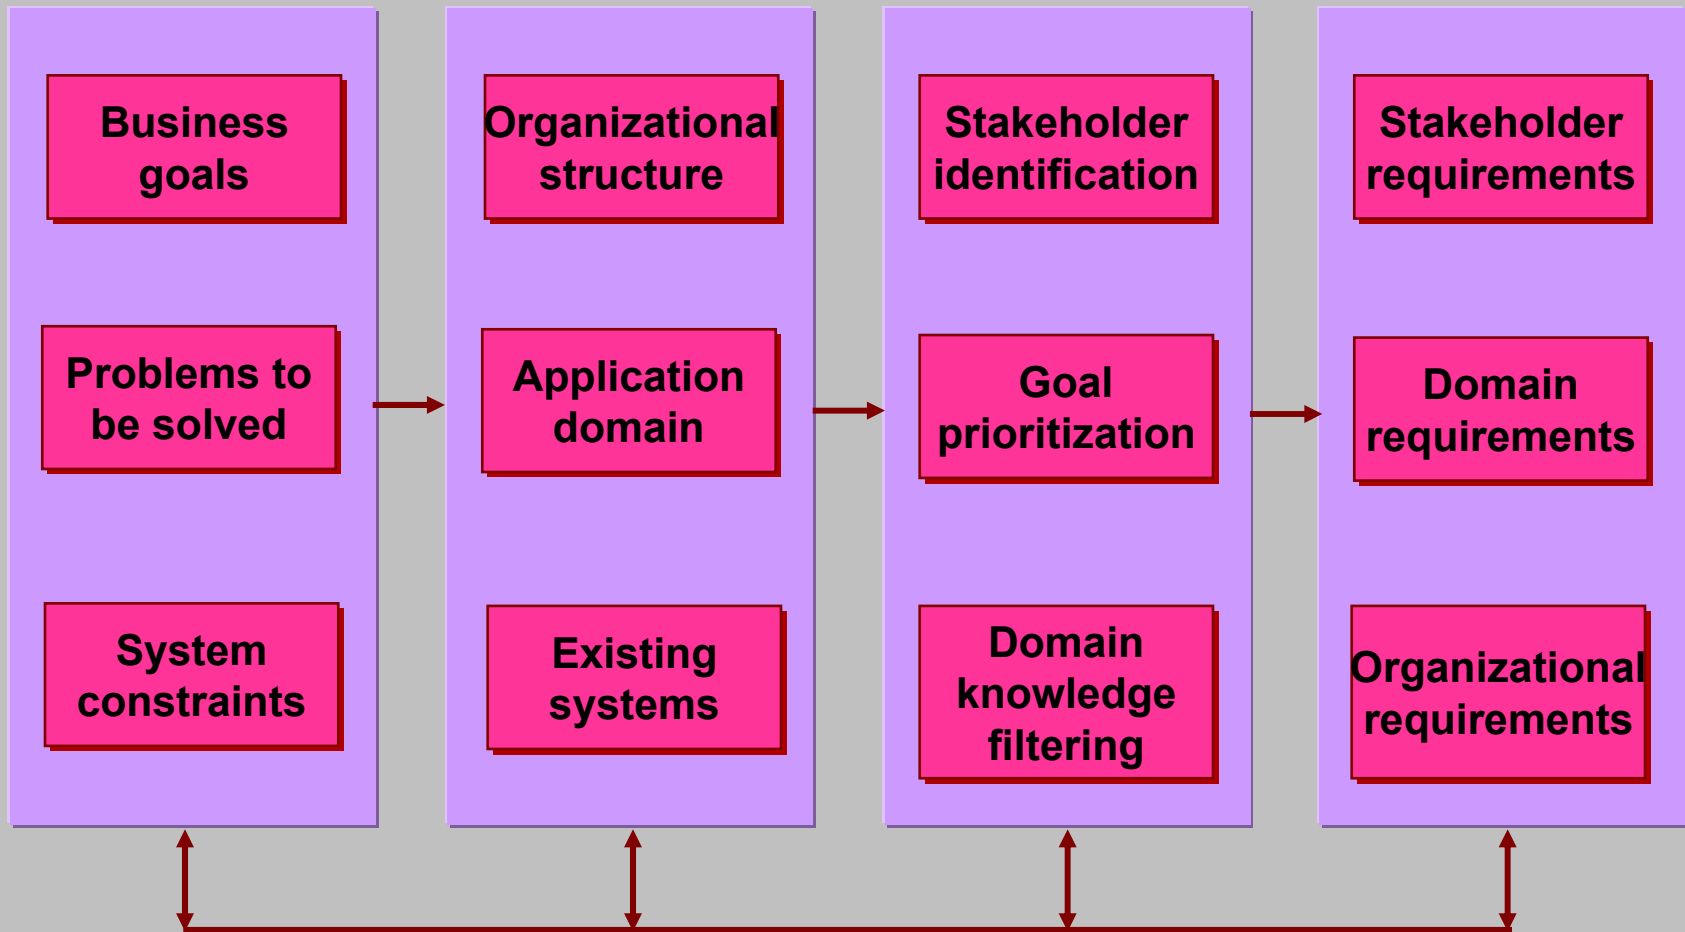 Business
goals
Problems to
be solved
System
constraints
Organizational
structure
Application
domain
Existing
systems
Stakeholder
identification
Goal
prioritization
Domain
knowledge
filtering
Stakeholder
requirements
Domain
requirements
Organizational
requirements